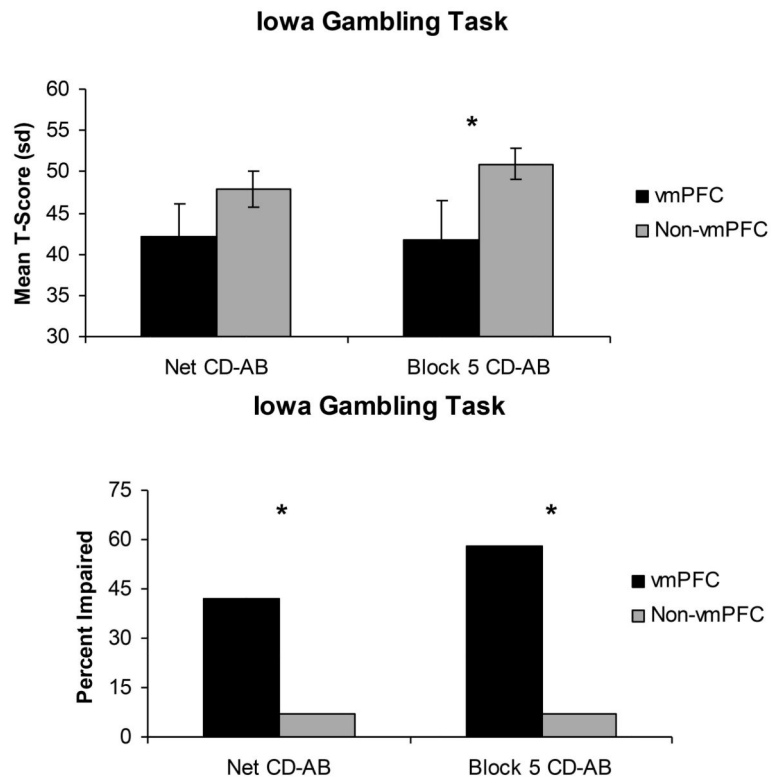 Iowa Gambling Task
Mean T-Score (sd)
60
55
50
45
40
35
30
*
vmPFC
Non-vmPFC
Net CD-AB
Block 5 CD-AB
Iowa Gambling Task
Percent Impaired
75
60
45
30
15
0
*
*
vmPFC
Non-vmPFC
Net CD-AB
Block 5 CD-AB